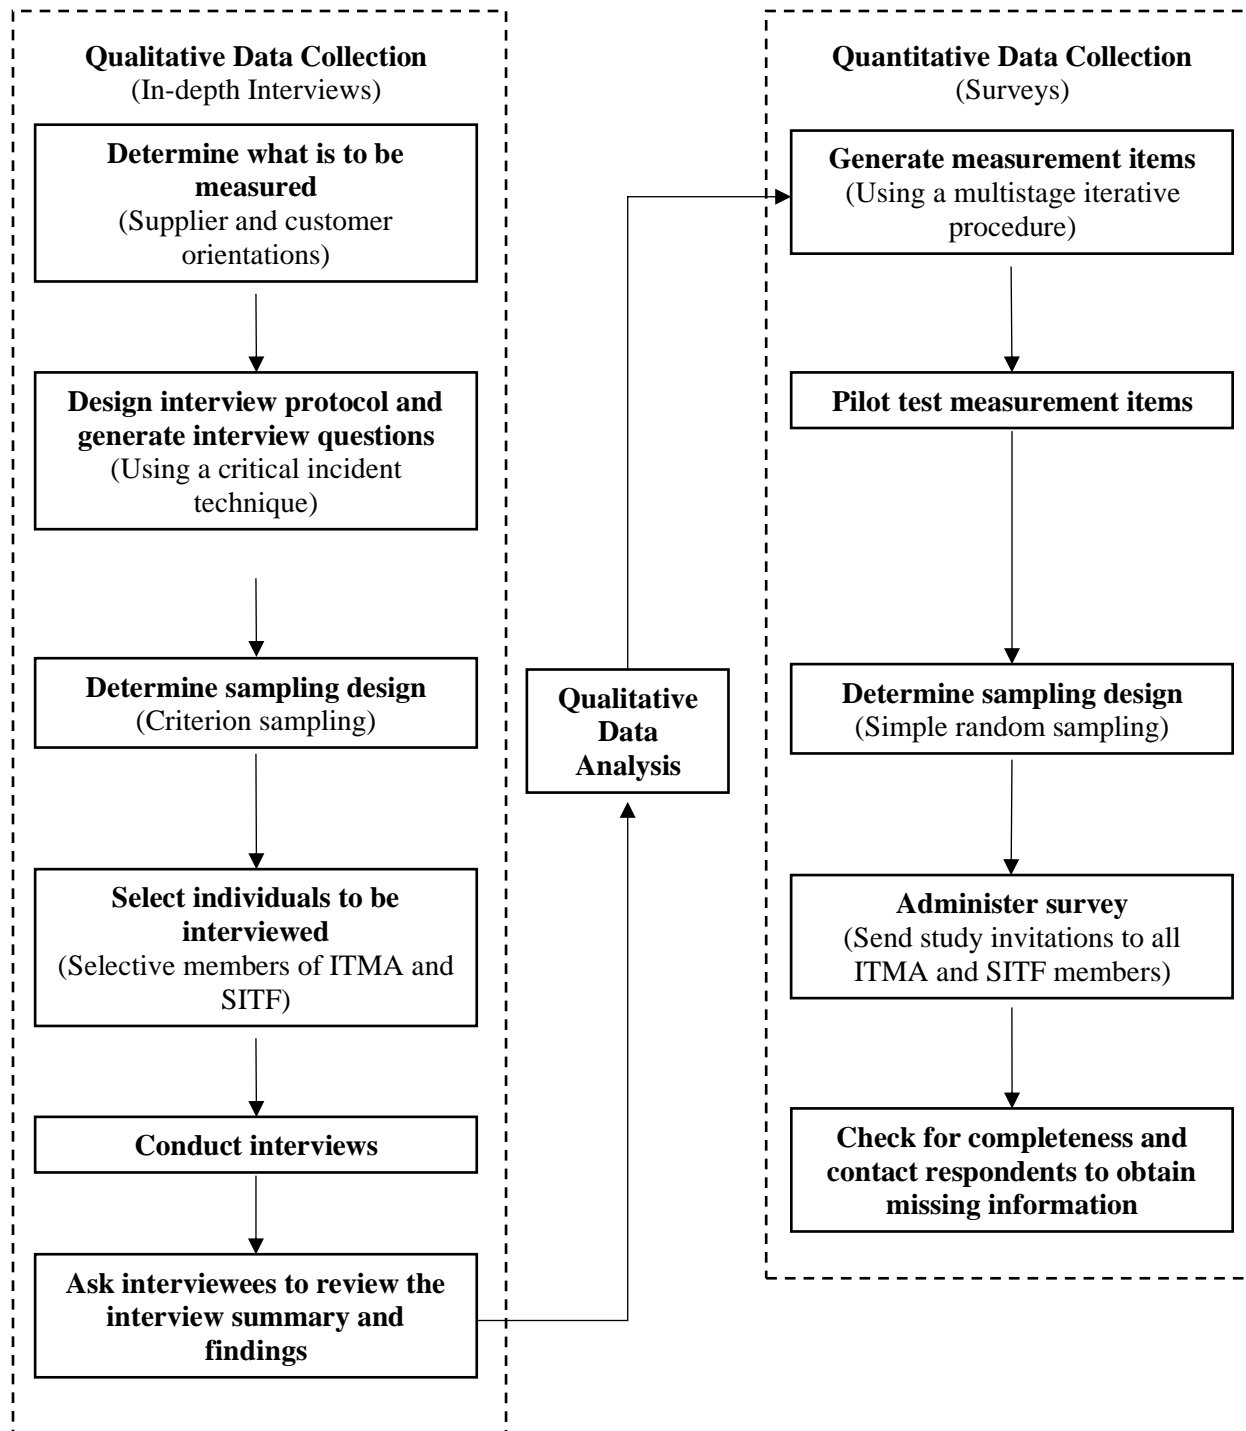 Qualitative Data Collection
(In-depth Interviews)
Determine what is to be
measured
(Supplier and customer
orientations)
Design interview protocol and
generate interview questions
(Using a critical incident
technique)
Determine sampling design
(Criterion sampling)
Select individuals to be
interviewed
(Selective members of ITMA and
SITF)
Conduct interviews
Ask interviewees to review the
interview summary and
findings
Qualitative
Data
Analysis
Quantitative Data Collection
(Surveys)
Generate measurement items
(Using a multistage iterative
procedure)
Pilot test measurement items
Determine sampling design
(Simple random sampling)
Administer survey
(Send study invitations to all
ITMA and SITF members)
Check for completeness and
contact respondents to obtain
missing information